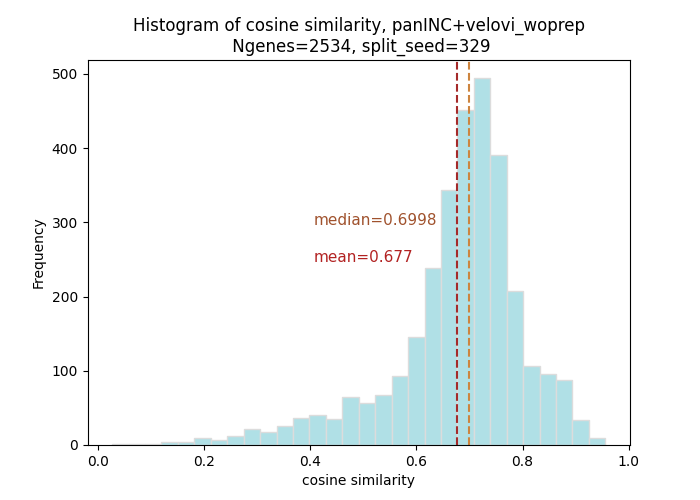 Histogram of cosine similarity, panINC+velovi_woprep
Ngenes=2534, split_seed=329
500
400
300
200
100
0
Frequency
median=0.6998
mean=0.677
0.0 0.2 0.4 0.6 0.8 1.0
cosine similarity